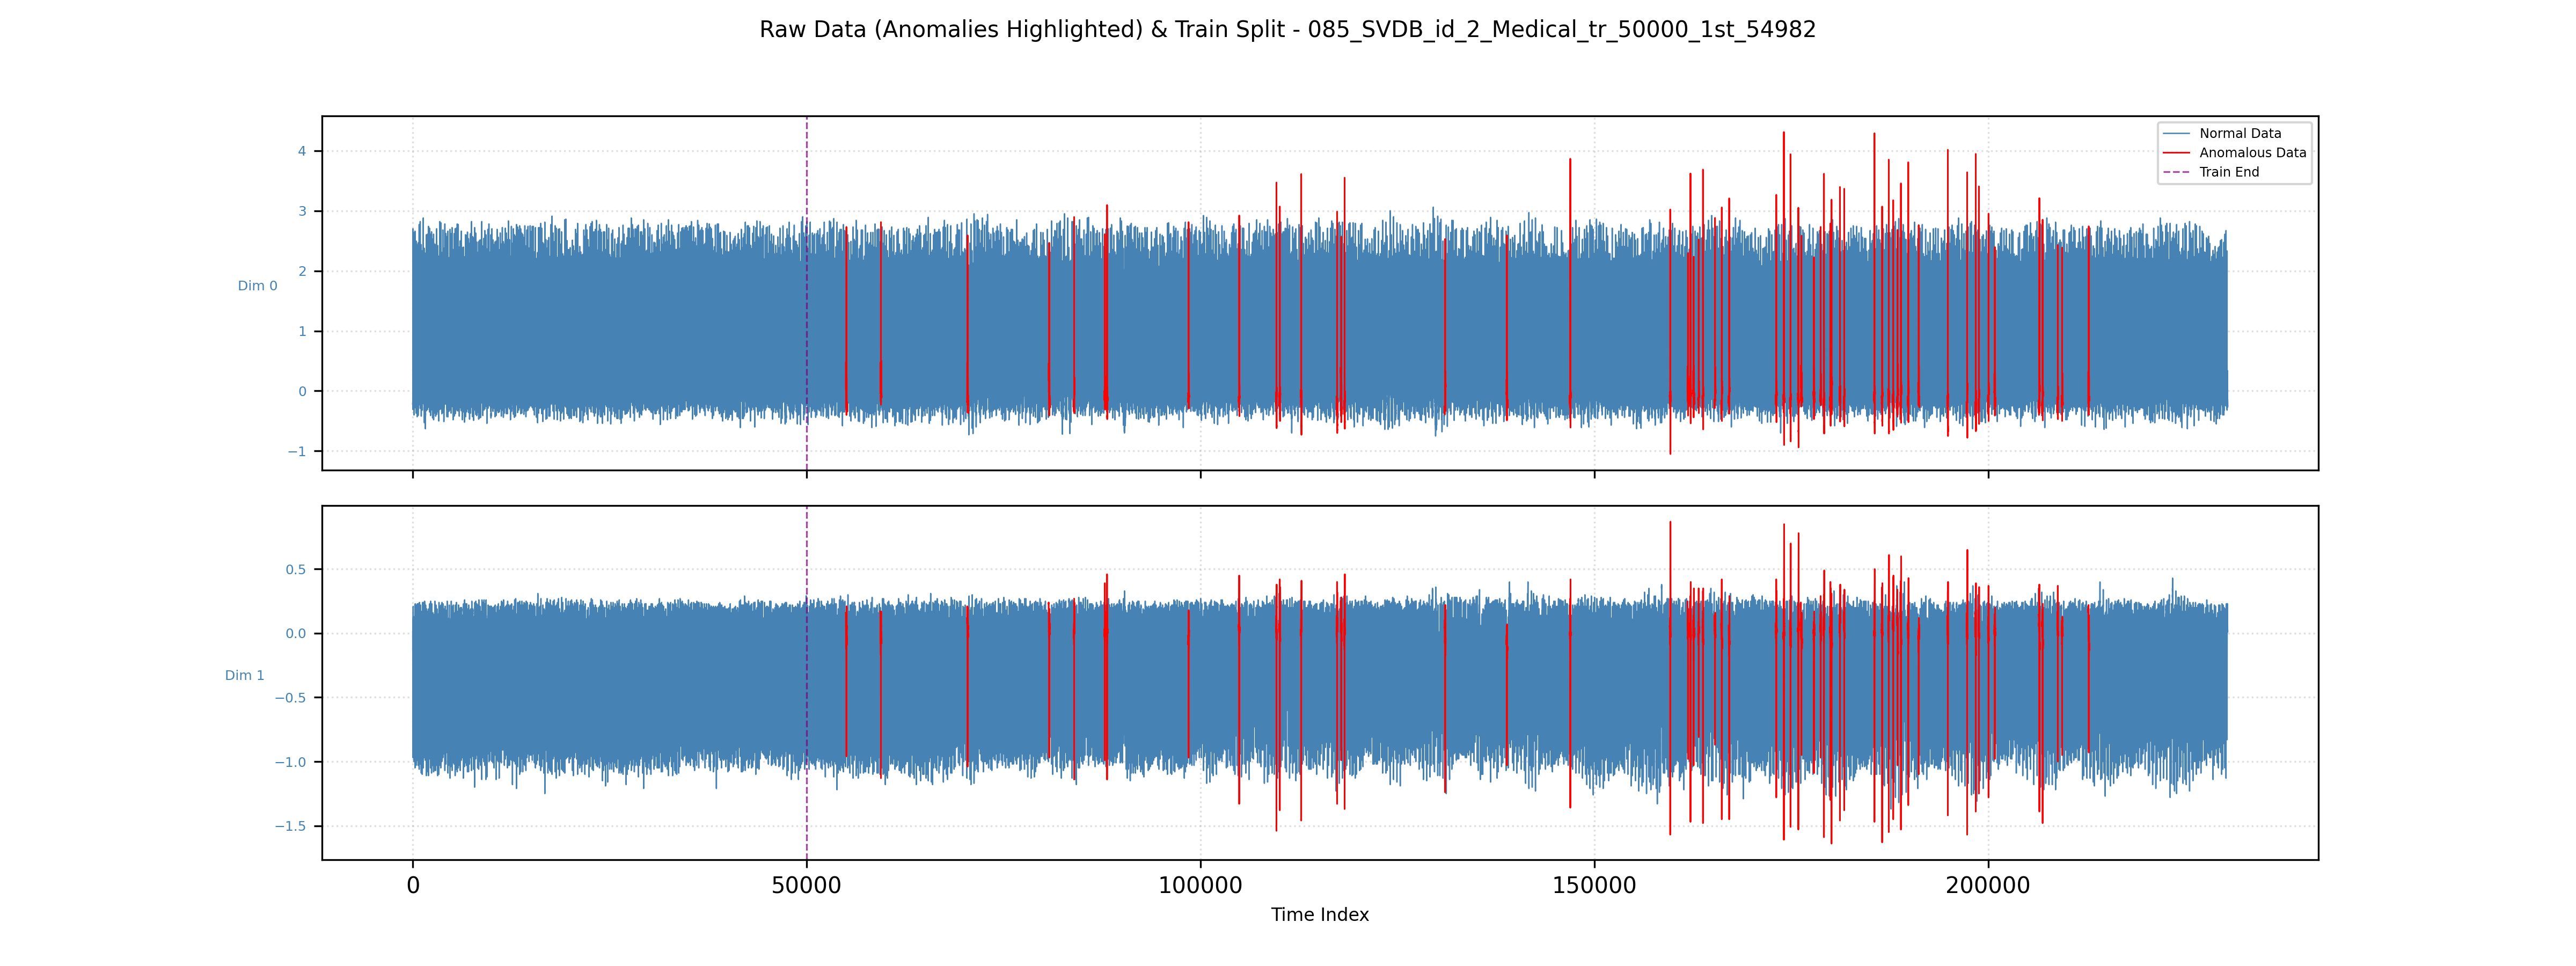 Raw Data (Anomalies Highlighted) & Train Split - 085_SVDB_id_2_Medical_tr_50000_1st_54982
Normal Data
Anomalous Data
Train End
4
3
2
1
0
−1
Dim 0
0.5
0.0
−0.5
−1.0
−1.5
Dim 1
0 50000 100000 150000 200000
Time Index